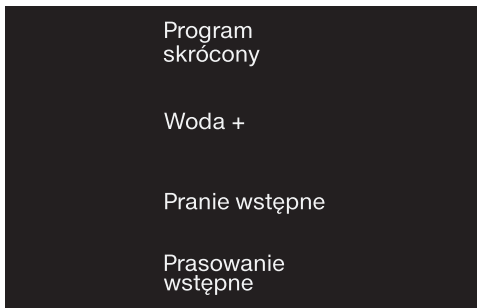 Program
skrócony
Woda +
Pranie wstępne
Prasowanie
wstępne